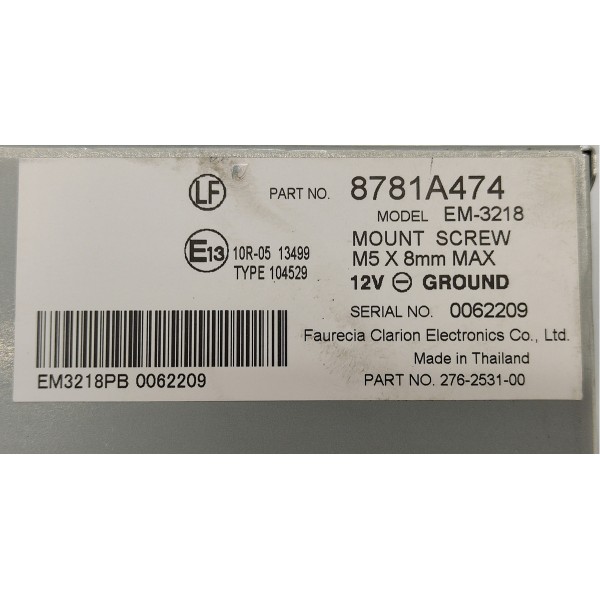 LF
PART NO. 8781A474
MODEL EM-3218
E13 10R-05 13499
TYPE 104529
MOUNT SCREW
M5 X 8mm MAX
12V ⊖ GROUND
SERIAL NO. 0062209
Faurecia Clarion Electronics Co., Ltd.
Made in Thailand
EM3218PB 0062209
PART NO. 276-2531-00